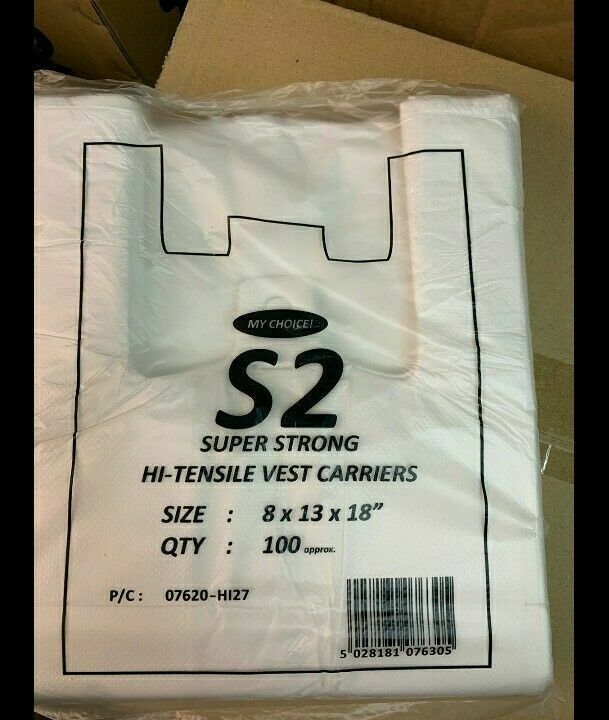 MY CHOICE!
S2
SUPER STRONG
HI-TENSILE VEST CARRIERS
SIZE : 8 x 13 x 18”
QTY : 100 approx.
P/C : 07620-HI27
5 028181 076305